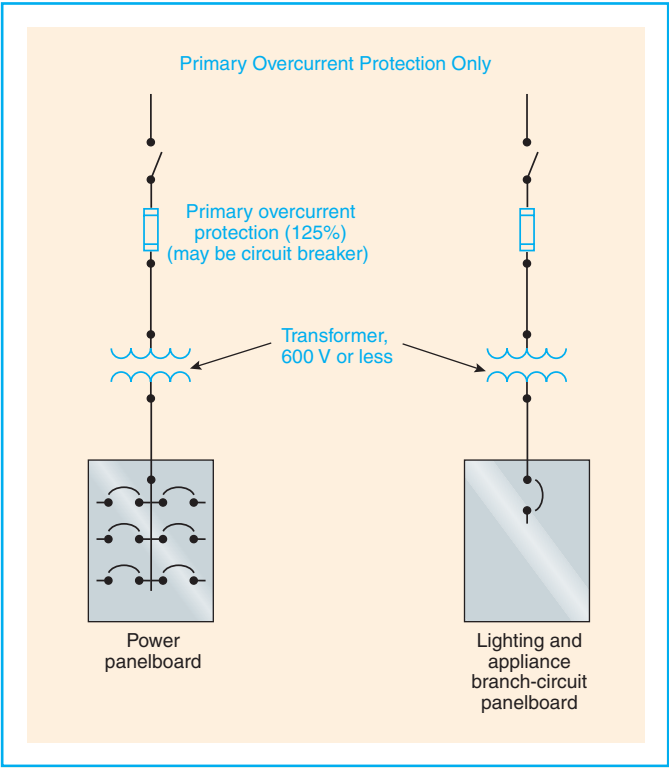 Primary Overcurrent Protection Only
Primary overcurrent
protection (125%)
(may be circuit breaker)
Transformer,
600 V or less
Power
panelboard
Lighting and
appliance
branch-circuit
panelboard